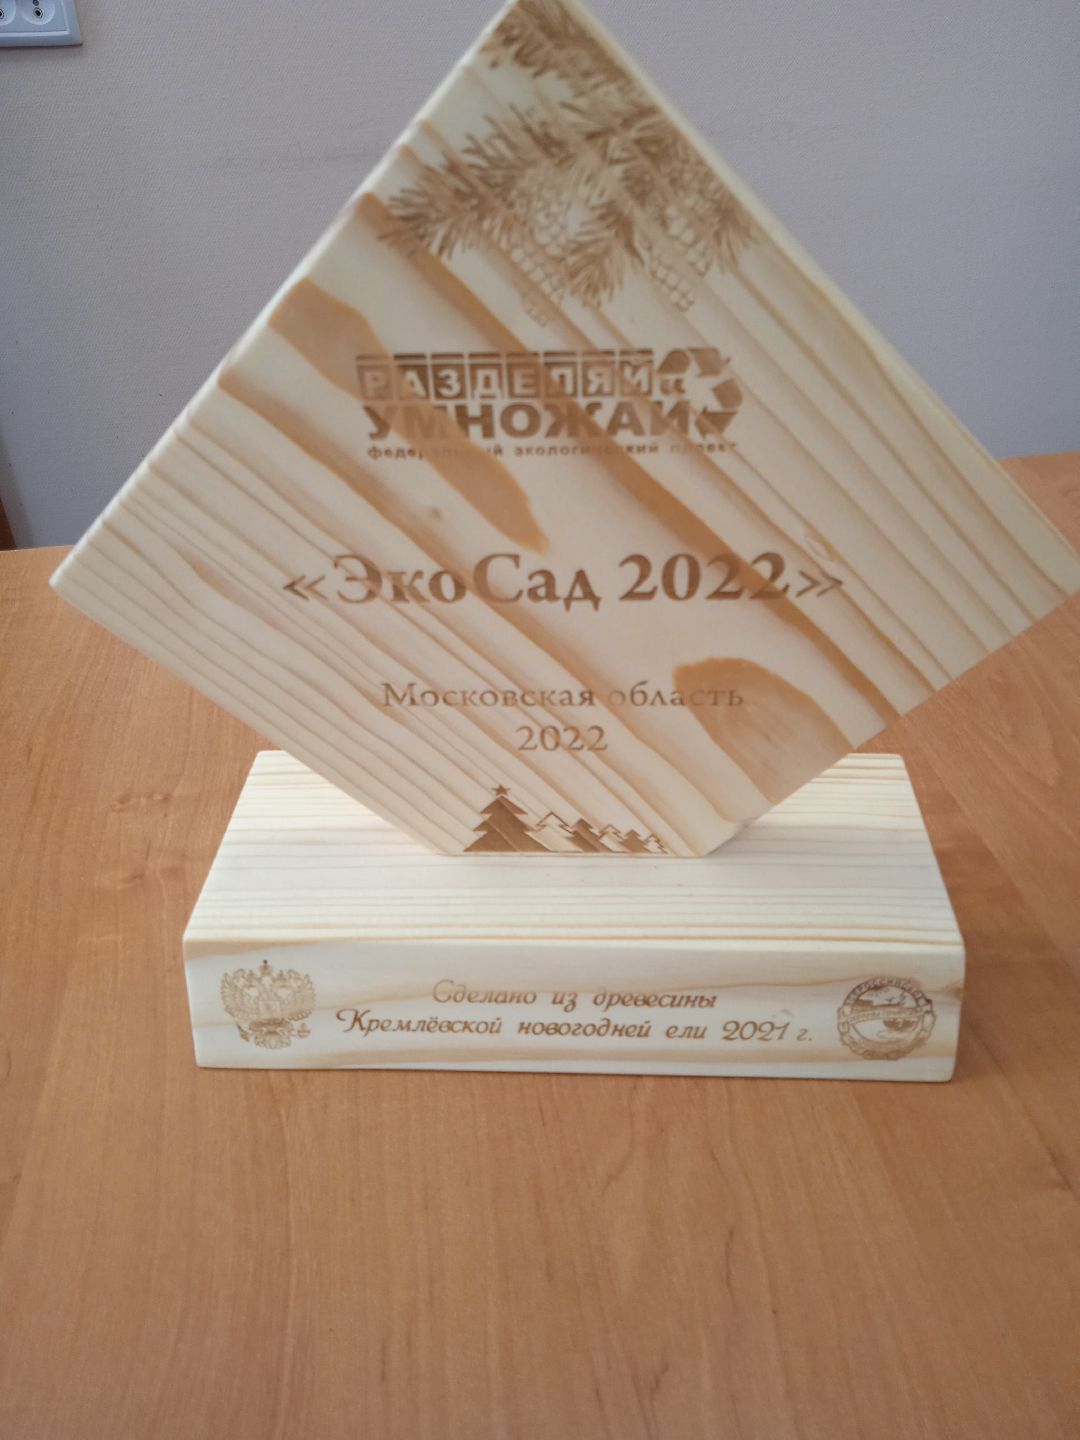 РАЗДЕЛЯЙ и
УМНОЖАЙ
федеральный экологический проект
«ЭкоСад 2022»
Московская область
2022
Сделано из древесины
Кремлёвской новогодней ели 2021 г.